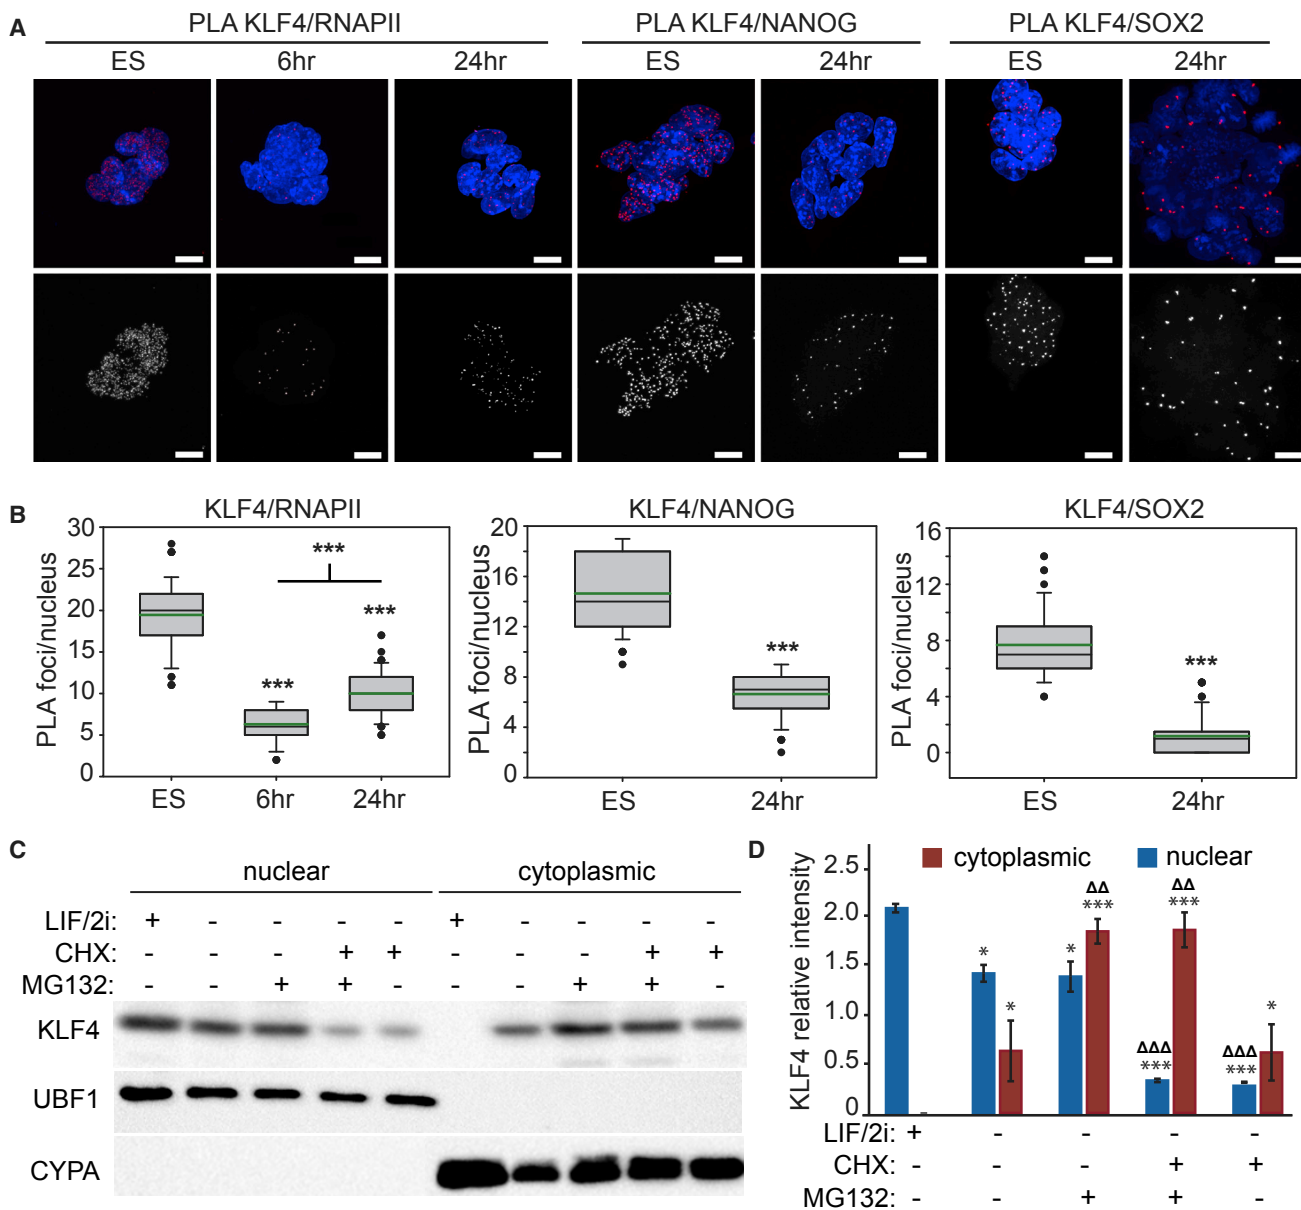 A
PLA KLF4/RNAPII PLA KLF4/NANOG PLA KLF4/SOX2
ES 6hr 24hr ES 24hr ES 24hr
B
KLF4/RNAPII
PLA foci/nucleus
30
25
20
15
10
5
0
***
***
***
ES 6hr 24hr
KLF4/NANOG
PLA foci/nucleus
20
16
12
8
4
0
***
ES 24hr
KLF4/SOX2
PLA foci/nucleus
16
12
8
4
0
***
ES 24hr
C
nuclear cytoplasmic
LIF/2i: + - - - - + - - - -
CHX: - - - + + - - - + +
MG132: - - + + - - - + + -
KLF4
UBF1
CYPA
D
cytoplasmic nuclear
KLF4 relative intensity
2.5
2.0
1.5
1.0
0.5
0
* * * ΔΔ *** ΔΔΔ *** ΔΔ *** ΔΔΔ *** *
LIF/2i: + - - - -
CHX: - - - + +
MG132: - - + + -